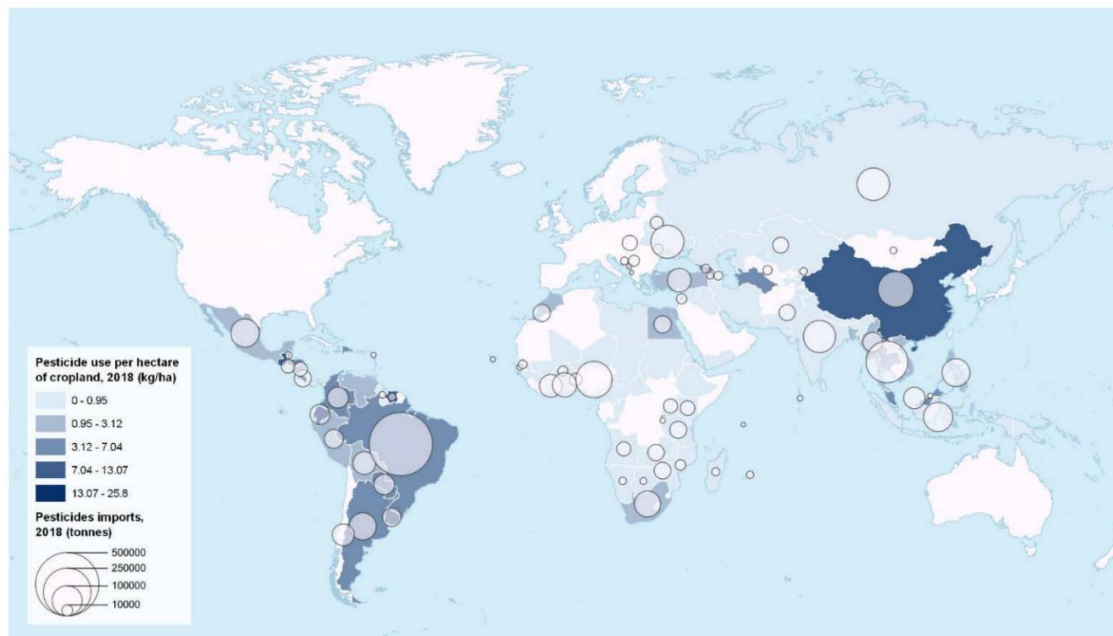 Pesticide use per hectare
of cropland, 2018 (kg/ha)
0 - 0.95
0.95 - 3.12
3.12 - 7.04
7.04 - 13.07
13.07 - 25.8
Pesticides imports,
2018 (tonnes)
500000
250000
100000
10000